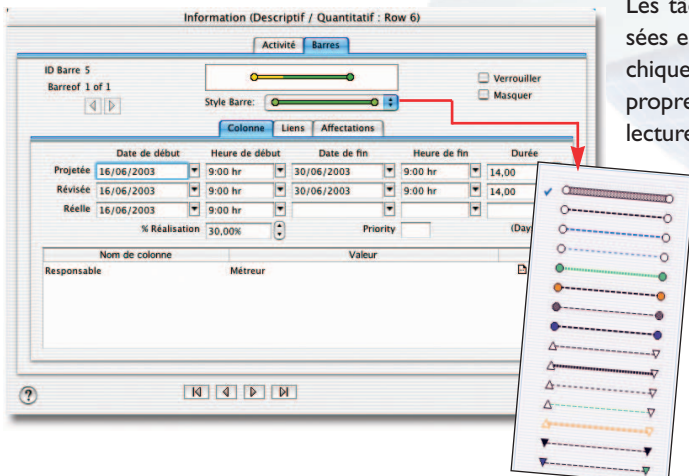 Information (Descriptif / Quantitatif : Row 6)
Activité Barres
ID Barre 5
Barreof 1 of 1
Style Barre:
Verrouiller
Masquer
Colonne Liens Affectations
Date de début Heure de début Date de fin Heure de fin Durée
Projetée 16/06/2003 9:00 hr 30/06/2003 9:00 hr 14,00
Révisée 16/06/2003 9:00 hr 30/06/2003 9:00 hr 14,00
Réelle 16/06/2003 9:00 hr
% Réalisation 30,00% Priority (Day
Nom de colonne Valeur
Responsable Métreur
?
Les ta
sées e
chique
propre
lecture